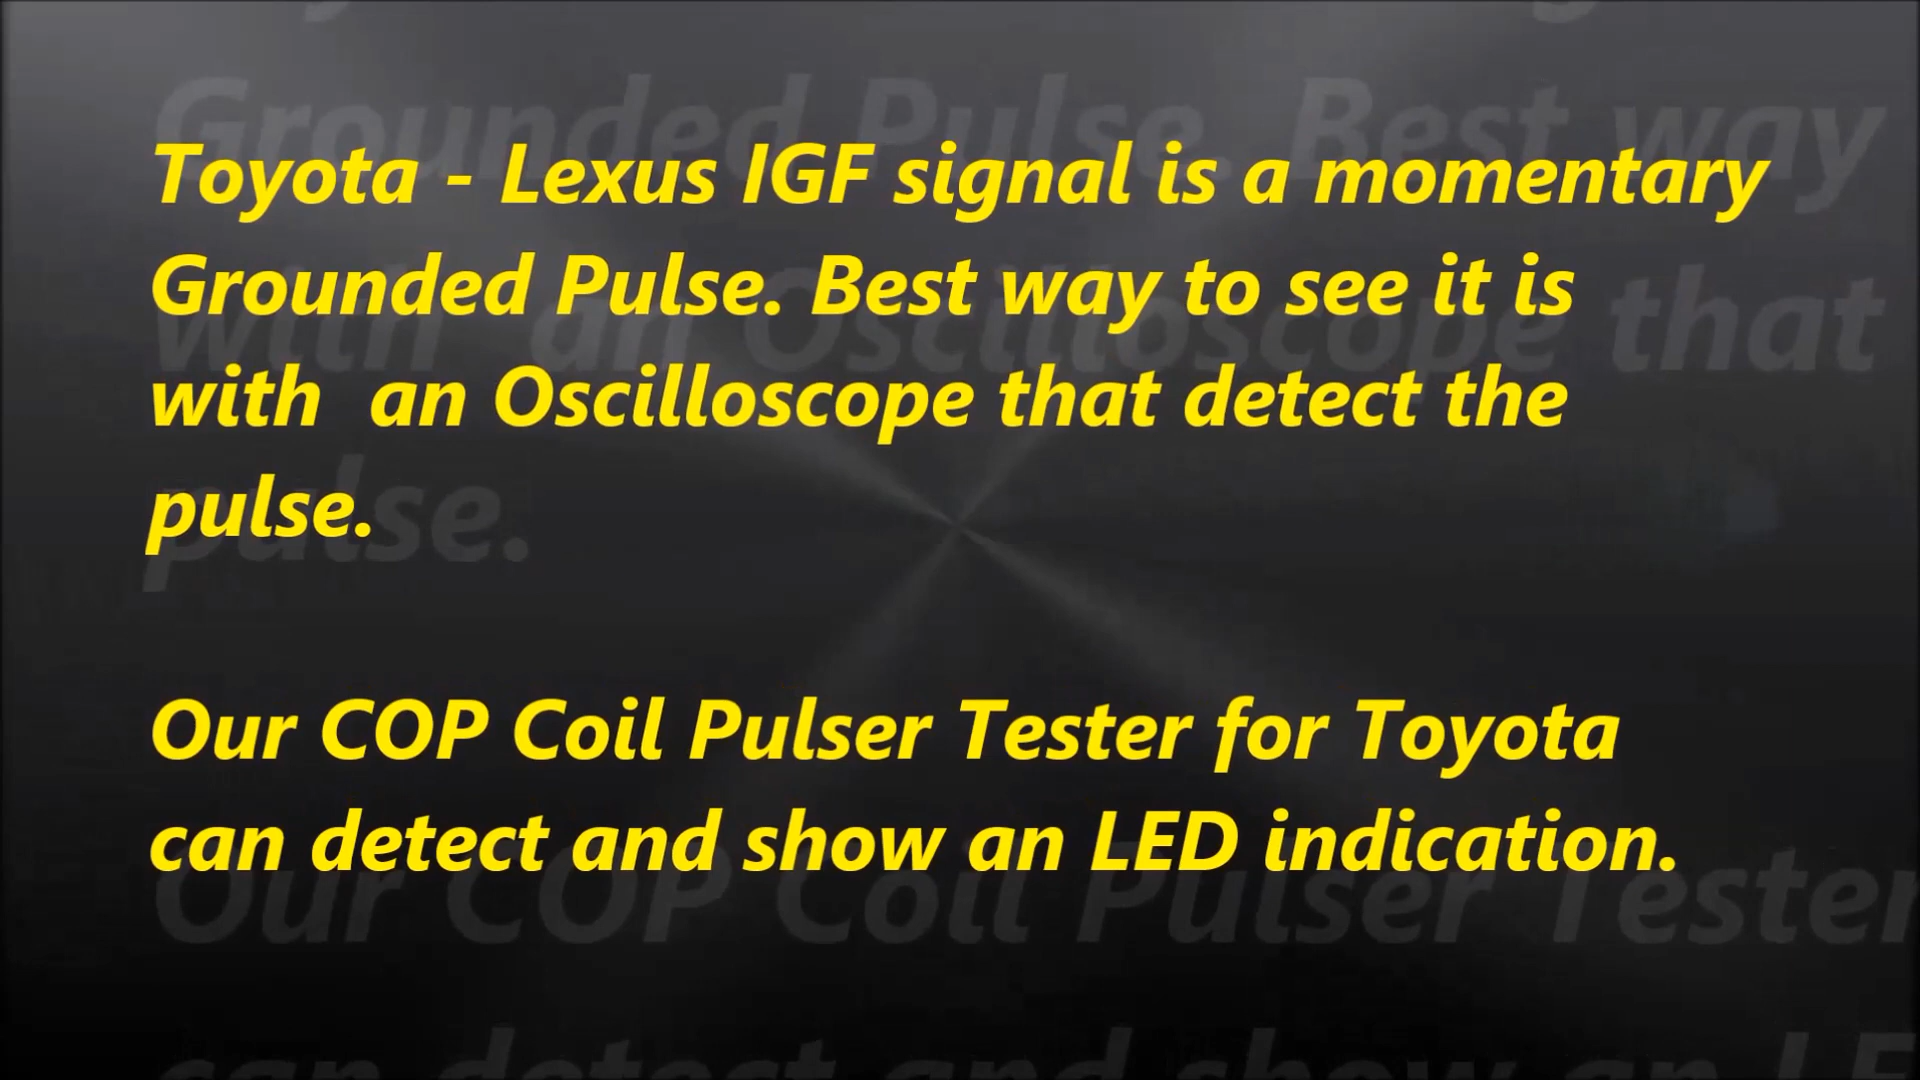 Toyota - Lexus IGF signal is a momentary
Grounded Pulse. Best way to see it is
with  an Oscilloscope that detect the
pulse.
Our COP Coil Pulser Tester for Toyota
can detect and show an LED indication.